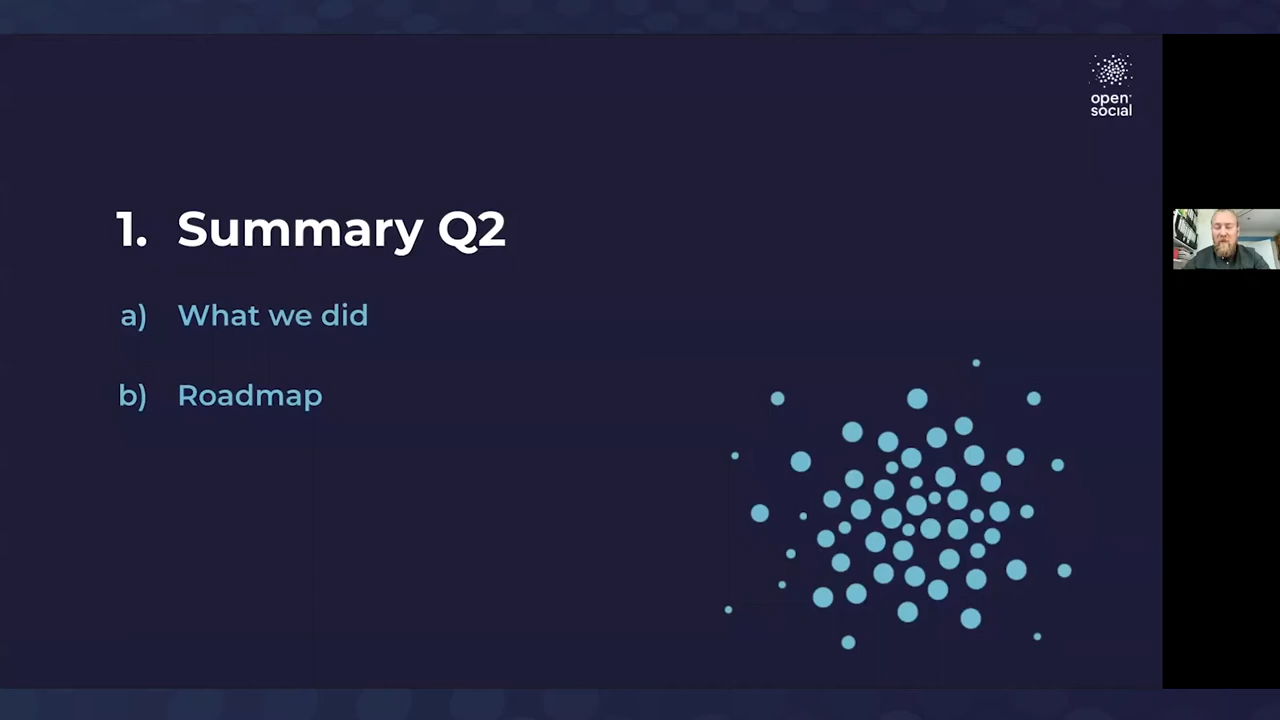 open
social
1. Summary Q2
a) What we did
b) Roadmap